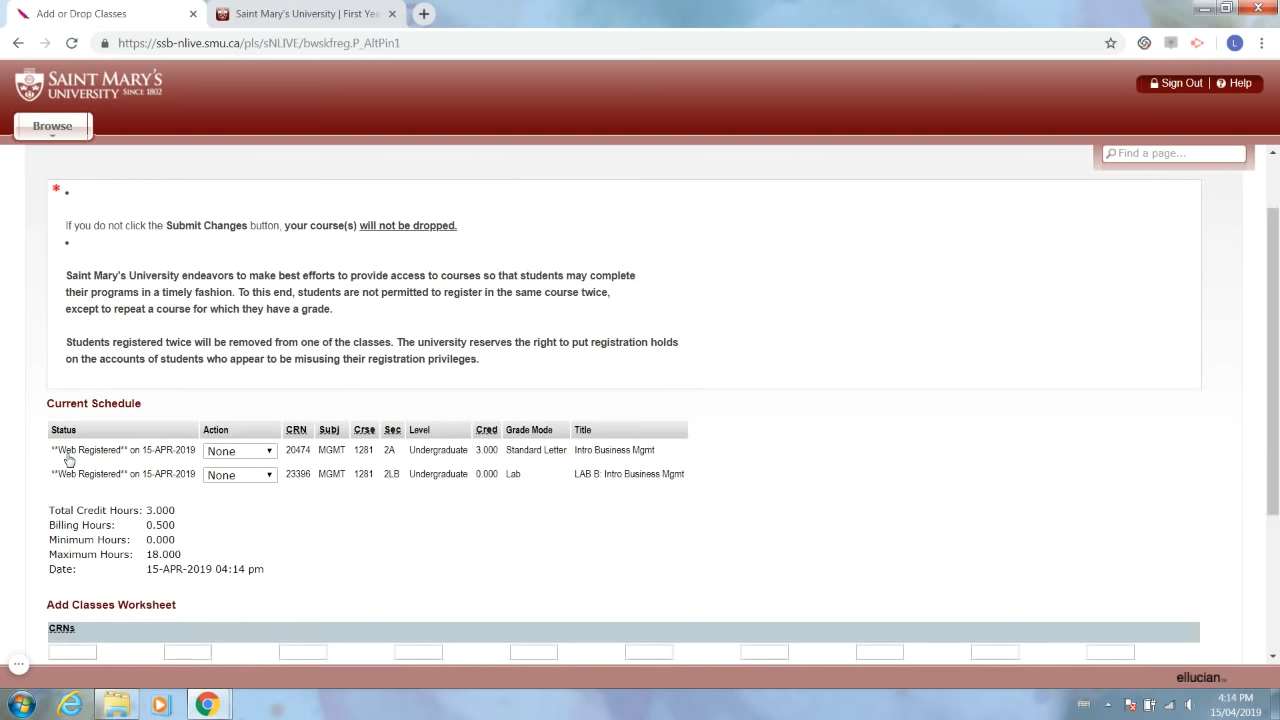 Add or Drop Classes
Saint Mary's University | First Yea
https://ssb-nlive.smu.ca/pls/sNLIVE/bwskfreg.P_AltPin1
L
SAINT MARY'S
UNIVERSITY SINCE 1802
Sign Out | Help
Browse
Find a page...
* •
If you do not click the Submit Changes button, your course(s) will not be dropped.
•
Saint Mary's University endeavors to make best efforts to provide access to courses so that students may complete
their programs in a timely fashion. To this end, students are not permitted to register in the same course twice,
except to repeat a course for which they have a grade.
Students registered twice will be removed from one of the classes. The university reserves the right to put registration holds
on the accounts of students who appear to be misusing their registration privileges.
Current Schedule
Status Action CRN Subj Crse Sec Level Cred Grade Mode Title
**Web Registered** on 15-APR-2019 None 20474 MGMT 1281 2A Undergraduate 3.000 Standard Letter Intro Business Mgmt
**Web Registered** on 15-APR-2019 None 23396 MGMT 1281 2LB Undergraduate 0.000 Lab LAB B: Intro Business Mgmt
Total Credit Hours: 3.000
Billing Hours: 0.500
Minimum Hours: 0.000
Maximum Hours: 18.000
Date: 15-APR-2019 04:14 pm
Add Classes Worksheet
CRNs
ellucian
4:14 PM
15/04/2019